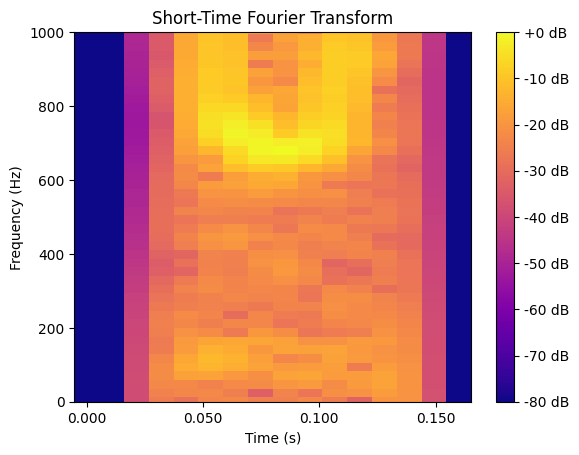 Short-Time Fourier Transform
1000
800
600
400
200
0
Frequency (Hz)
0.000
0.050
0.100
0.150
Time (s)
+0 dB
-10 dB
-20 dB
-30 dB
-40 dB
-50 dB
-60 dB
-70 dB
-80 dB